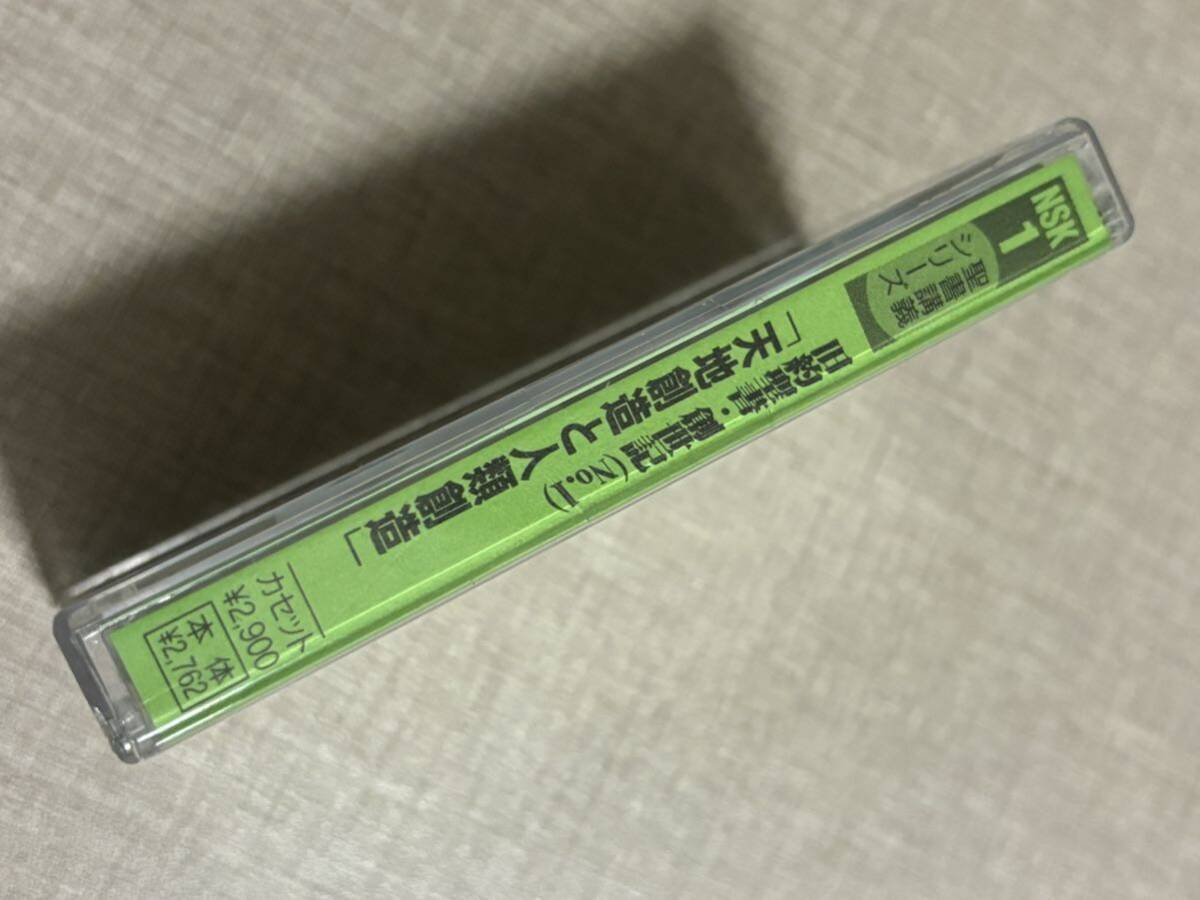 NSK
1
聖書講義
シリーズ
旧約聖書・創世記(No.1)
「天地創造と人類創造」
カセット
¥2,900
本体
¥2,762